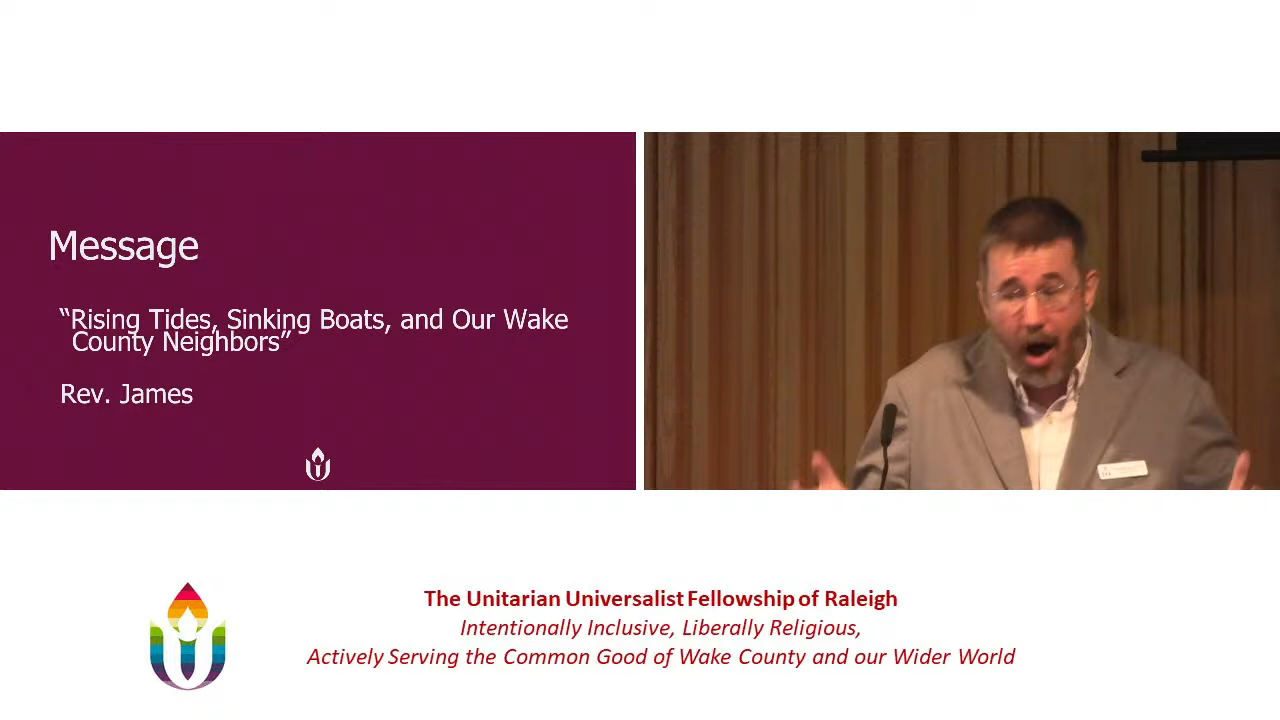 Message
“Rising Tides, Sinking Boats, and Our Wake
County Neighbors”
Rev. James
The Unitarian Universalist Fellowship of Raleigh
Intentionally Inclusive, Liberally Religious,
Actively Serving the Common Good of Wake County and our Wider World